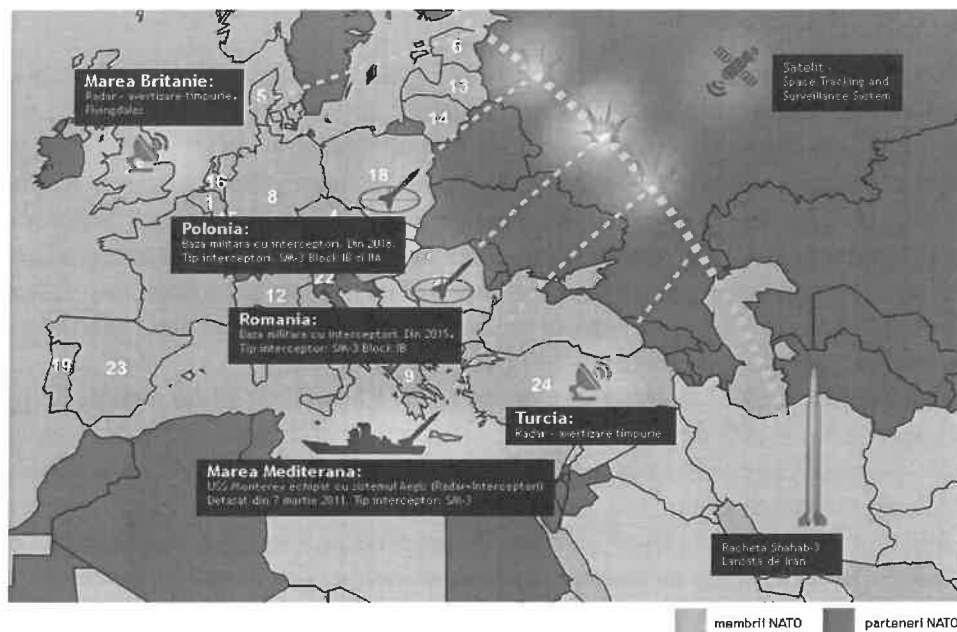 Marea Britanie:
Radar - avertizare timpurie.
Flyingdales
Satelit -
Space Tracking and
Surveillance System
6
13
5
14
16
1
8
18
4
Polonia:
Baza militara cu interceptori. Din 2018.
Tip interceptori: SM-3 Block IB si IIA
22
12
Romania:
Baza militara cu interceptori. Din 2015.
Tip interceptor: SM-3 Block IB
19
23
9
24
Turcia:
Radar - avertizare timpurie
Marea Mediterana:
USS Monterey echipat cu sistemul Aegis (Radar+Interceptori)
Detasat din 7 martie 2011. Tip interceptor: SM-3
Racheta Shahab-3
Lansata de Iran
membrii NATO
parteneri NATO